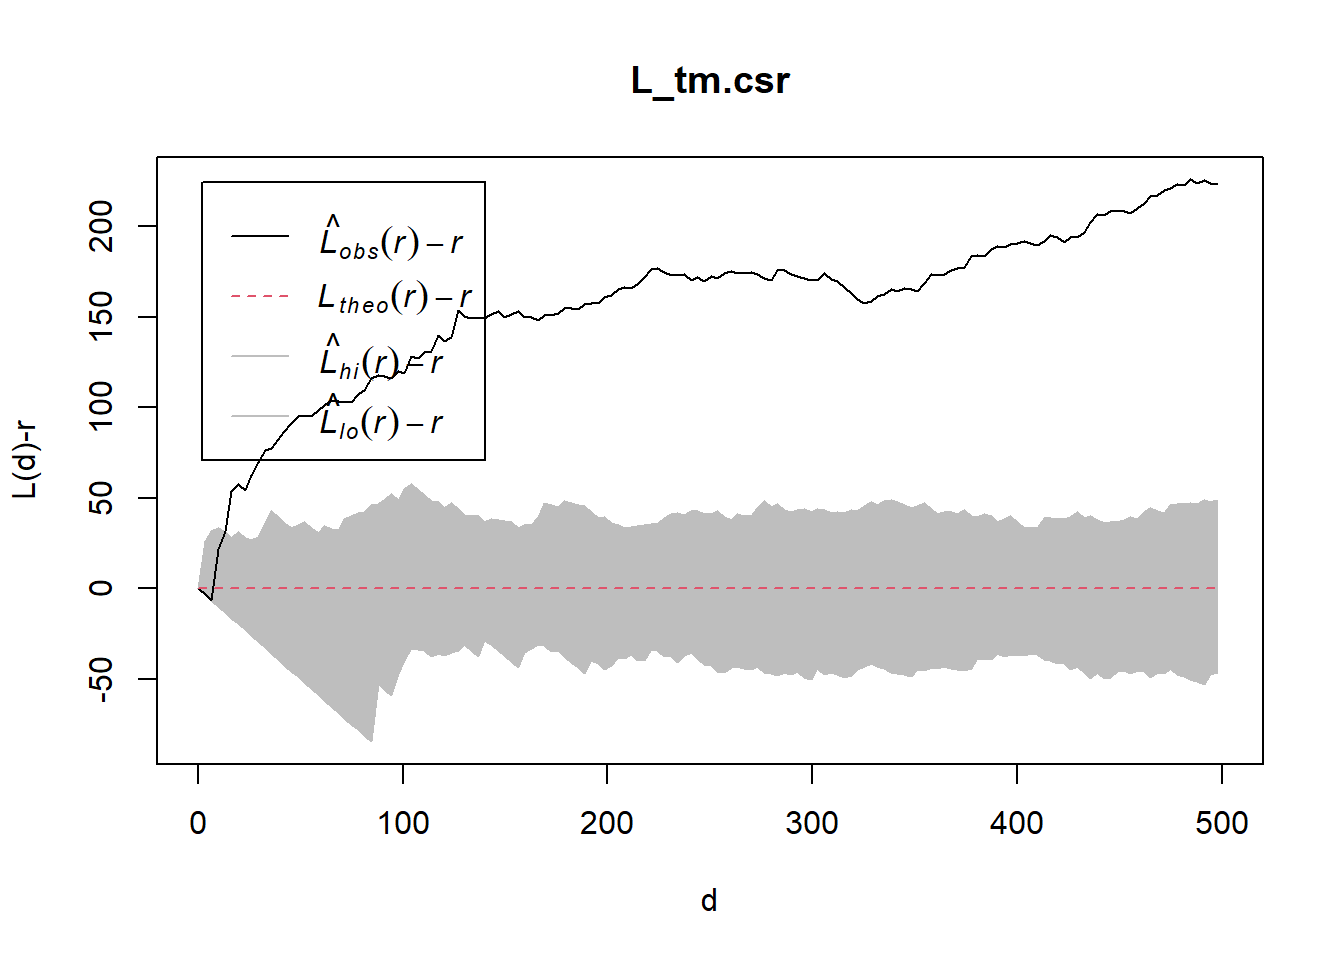 L_tm.csr
L̂obs(r) − r
Ltheo(r) − r
L̂hi(r) − r
L̂lo(r) − r
L(d)-r
200
150
100
50
0
-50
0 100 200 300 400 500
d